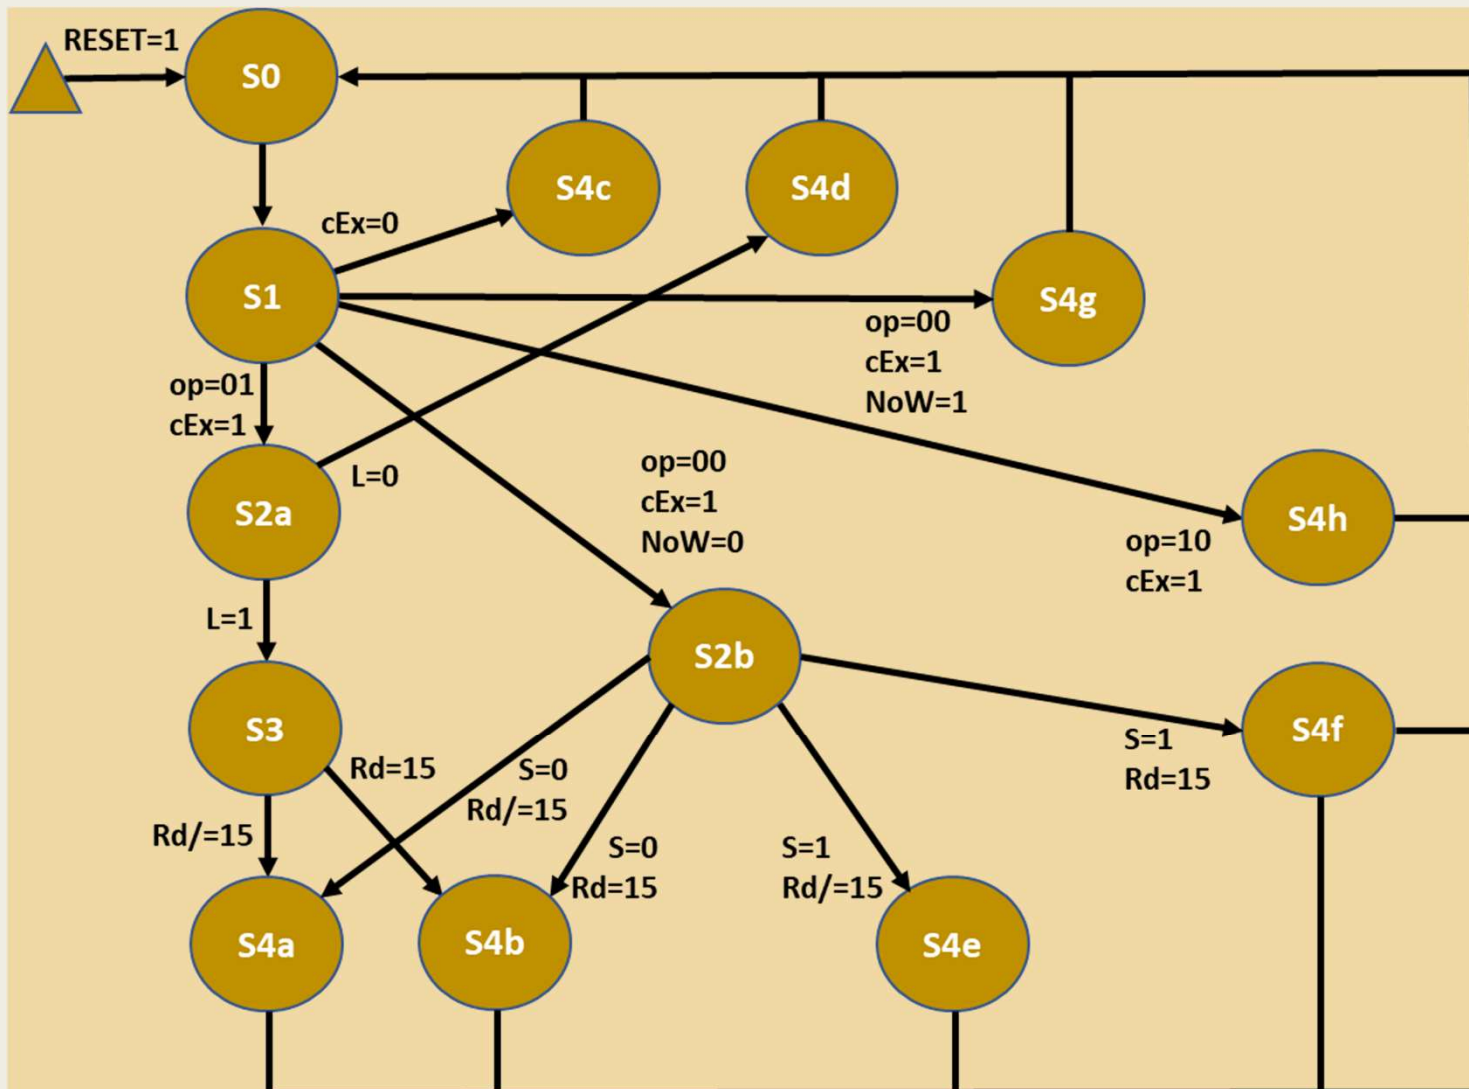 RESET=1
S0
S4c
S4d
cEx=0
S1
S4g
op=00
cEx=1
NoW=1
op=01
cEx=1
L=0
S2a
op=00
cEx=1
NoW=0
S4h
op=10
cEx=1
L=1
S2b
S3
S4f
S=1
Rd=15
Rd=15
S=0
Rd/=15
Rd/=15
S=0
Rd=15
S=1
Rd/=15
S4a
S4b
S4e